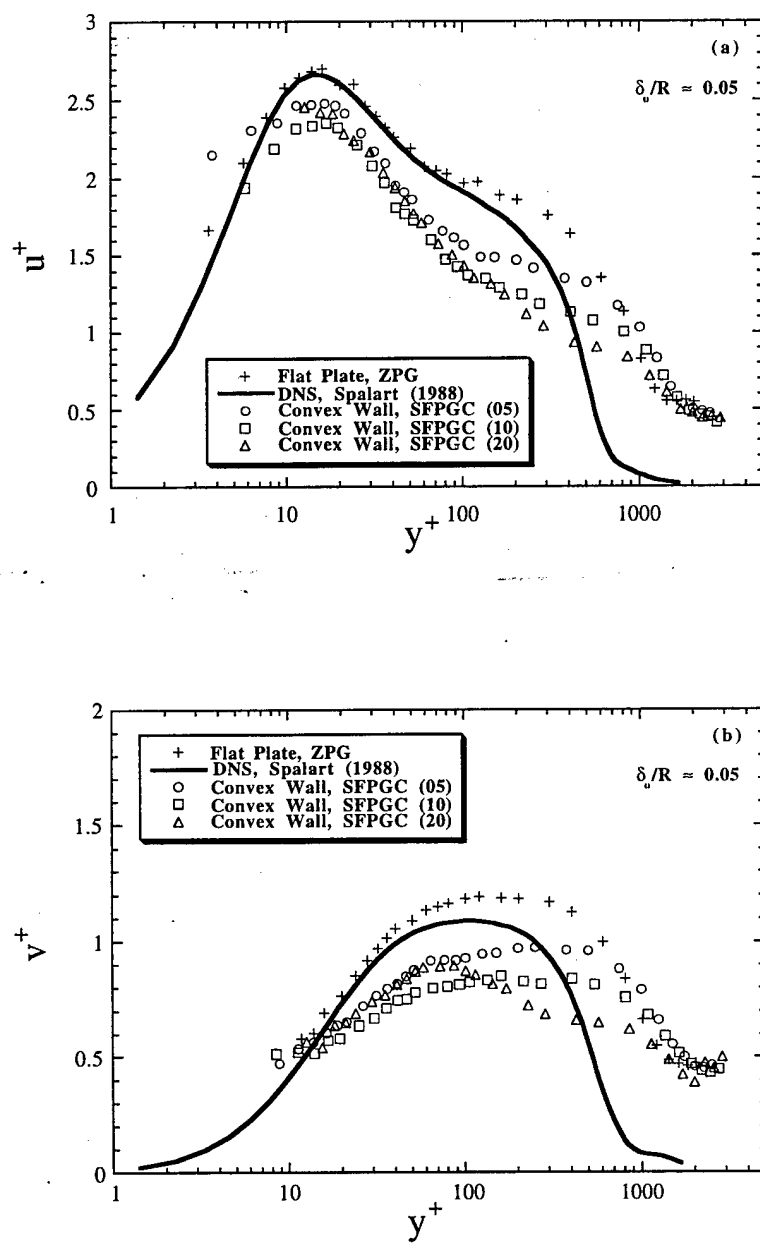 3
(a)
δᵤ/R ≈ 0.05
2.5
2
u⁺
1.5
1
Flat Plate, ZPG
DNS, Spalart (1988)
Convex Wall, SFPGC (05)
Convex Wall, SFPGC (10)
Convex Wall, SFPGC (20)
0.5
0
1 10 100 1000
y⁺
2
(b)
Flat Plate, ZPG
DNS, Spalart (1988)
δᵤ/R ≈ 0.05
Convex Wall, SFPGC (05)
Convex Wall, SFPGC (10)
Convex Wall, SFPGC (20)
1.5
v⁺
1
0.5
0
1 10 100 1000
y⁺